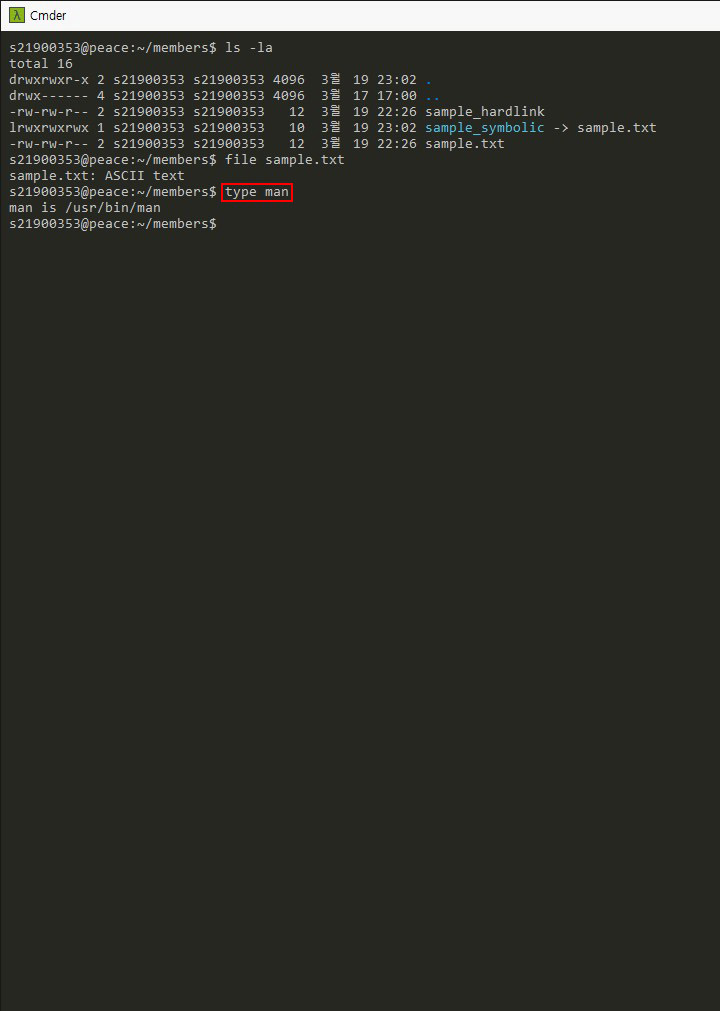 Cmder
s21900353@peace:~/members$ ls -la
total 16
drwxrwxr-x 2 s21900353 s21900353 4096  3월  19 23:02 .
drwx------ 4 s21900353 s21900353 4096  3월  17 17:00 ..
-rw-rw-r-- 2 s21900353 s21900353   12  3월  19 22:26 sample_hardlink
lrwxrwxrwx 1 s21900353 s21900353   10  3월  19 23:02 sample_symbolic -> sample.txt
-rw-rw-r-- 2 s21900353 s21900353   12  3월  19 22:26 sample.txt
s21900353@peace:~/members$ file sample.txt
sample.txt: ASCII text
s21900353@peace:~/members$ type man
man is /usr/bin/man
s21900353@peace:~/members$